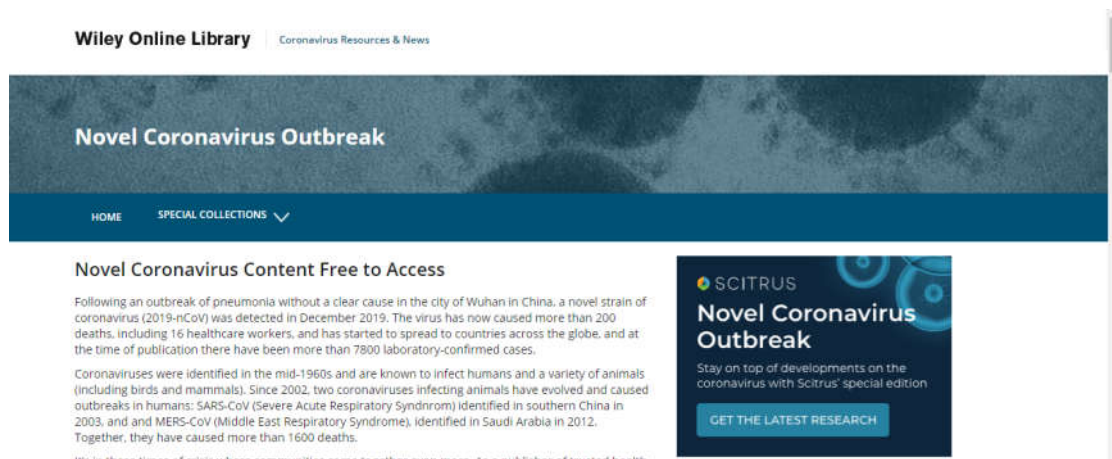 Wiley Online Library
Coronavirus Resources & News
Novel Coronavirus Outbreak
HOME
SPECIAL COLLECTIONS
Novel Coronavirus Content Free to Access
Following an outbreak of pneumonia without a clear cause in the city of Wuhan in China, a novel strain of
coronavirus (2019-nCoV) was detected in December 2019. The virus has now caused more than 200
deaths, including 16 healthcare workers, and has started to spread to countries across the globe, and at
the time of publication there have been more than 7800 laboratory-confirmed cases.
Coronaviruses were identified in the mid-1960s and are known to infect humans and a variety of animals
(including birds and mammals). Since 2002, two coronaviruses infecting animals have evolved and caused
outbreaks in humans: SARS-CoV (Severe Acute Respiratory Syndnrom) identified in southern China in
2003, and and MERS-CoV (Middle East Respiratory Syndrome), identified in Saudi Arabia in 2012.
Together, they have caused more than 1600 deaths.
SCITRUS
Novel Coronavirus
Outbreak
Stay on top of developments on the
coronavirus with Scitrus' special edition
GET THE LATEST RESEARCH